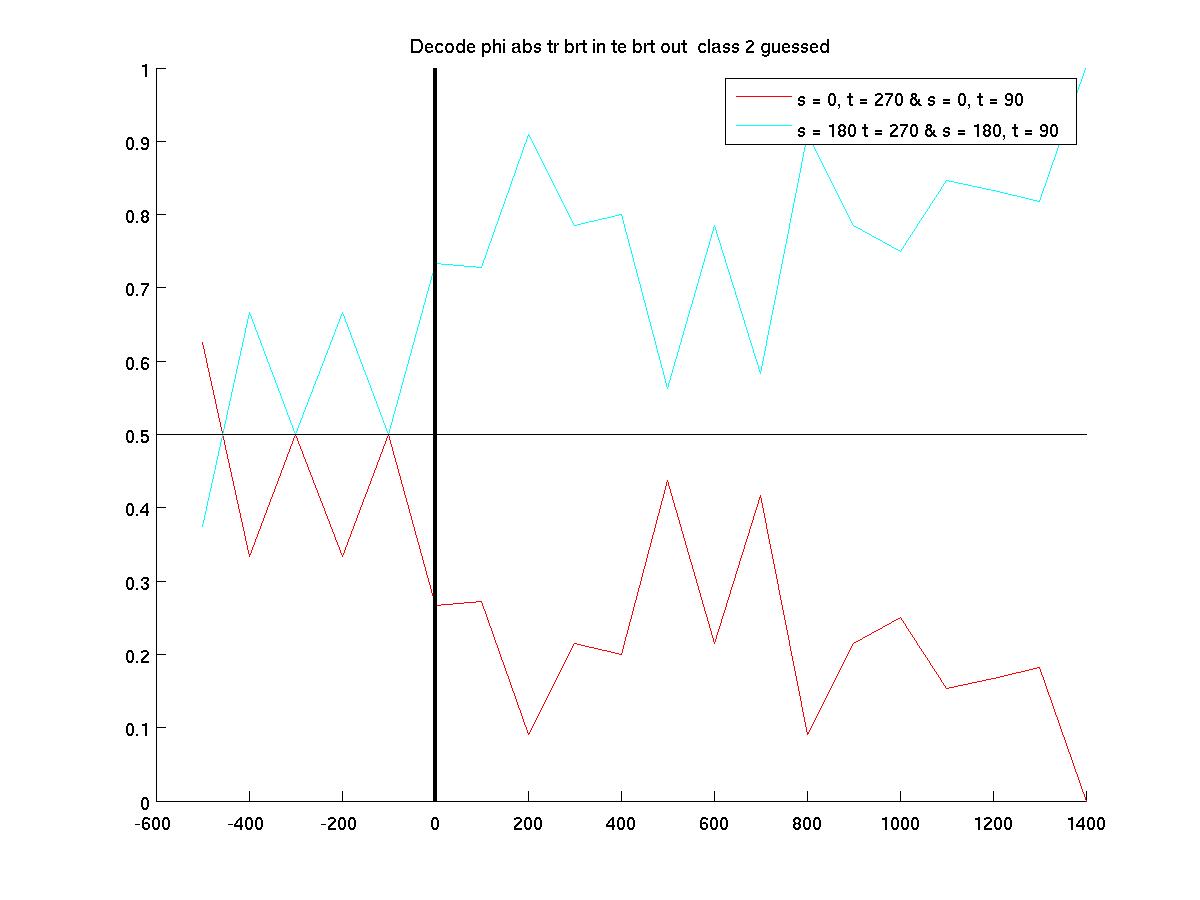 Decode phi abs tr brt in te brt out  class 2 guessed
s = 0, t = 270 & s = 0, t = 90
s = 180 t = 270 & s = 180, t = 90
1
0.9
0.8
0.7
0.6
0.5
0.4
0.3
0.2
0.1
0
-600 -400 -200 0 200 400 600 800 1000 1200 1400